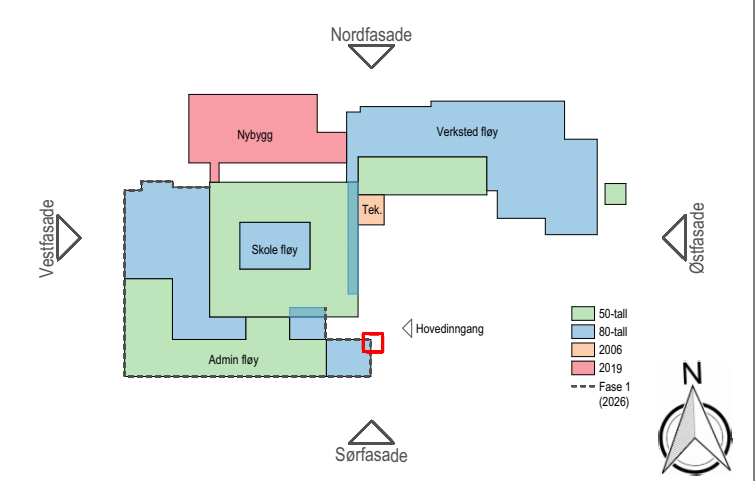 Nordfasade
Nybygg
Verksted fløy
Tek.
Vestfasade
Skole fløy
Østfasade
Hovedinngang
Admin fløy
50-tall
80-tall
2006
2019
Fase 1
(2026)
N
Sørfasade